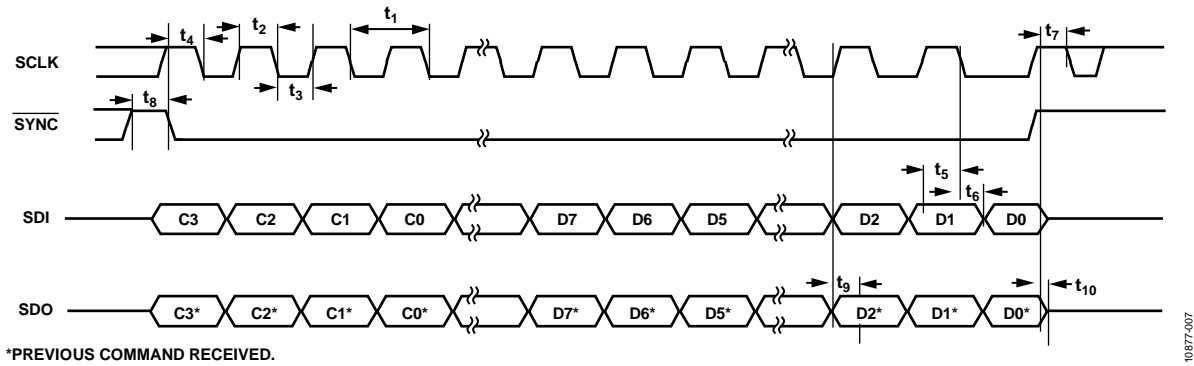 t4 t2 t1 t7
SCLK
t8 t3
SYNC
t5
t6
SDI C3 C2 C1 C0 D7 D6 D5 D2 D1 D0
t9 t10
SDO C3* C2* C1* C0* D7* D6* D5* D2* D1* D0*
*PREVIOUS COMMAND RECEIVED.
10877-007